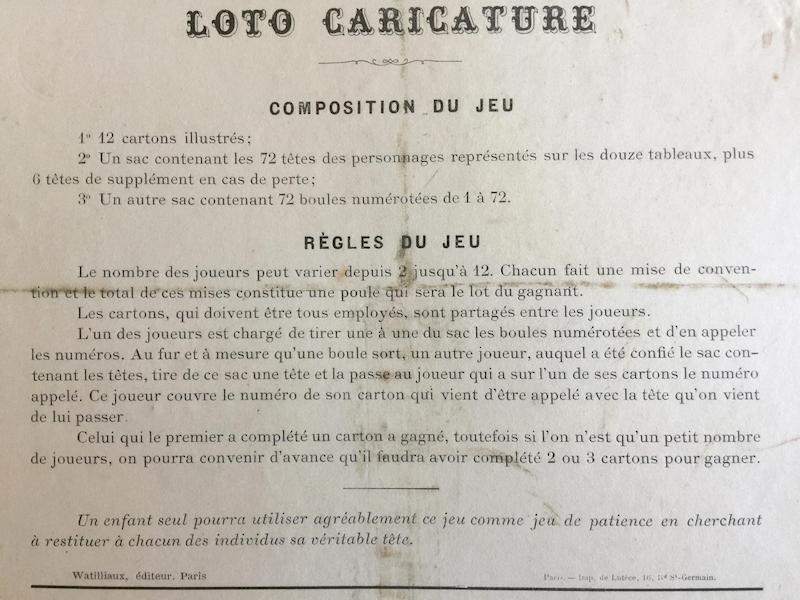 LOTO CARICATURE
COMPOSITION DU JEU
1º 12 cartons illustrés;
2º Un sac contenant les 72 têtes des personnages représentés sur les douze tableaux, plus
6 têtes de supplément en cas de perte;
3º Un autre sac contenant 72 boules numérotées de 1 à 72.
RÈGLES DU JEU
Le nombre des joueurs peut varier depuis 2 jusqu'à 12. Chacun fait une mise de conven-
tion et le total de ces mises constitue une poule qui sera le lot du gagnant.
Les cartons, qui doivent être tous employés, sont partagés entre les joueurs.
L'un des joueurs est chargé de tirer une à une du sac les boules numérotées et d'en appeler
les numéros. Au fur et à mesure qu'une boule sort, un autre joueur, auquel a été confié le sac con-
tenant les têtes, tire de ce sac une tête et la passe au joueur qui a sur l'un de ses cartons le numéro
appelé. Ce joueur couvre le numéro de son carton qui vient d'être appelé avec la tête qu'on vient
de lui passer.
Celui qui le premier a complété un carton a gagné, toutefois si l'on n'est qu'un petit nombre
de joueurs, on pourra convenir d'avance qu'il faudra avoir complété 2 ou 3 cartons pour gagner.
Un enfant seul pourra utiliser agréablement ce jeu comme jeu de patience en cherchant
à restituer à chacun des individus sa véritable tête.
Watilliaux, éditeur. Paris
Paris. — Imp. de Lutèce, 16, Bd St-Germain.